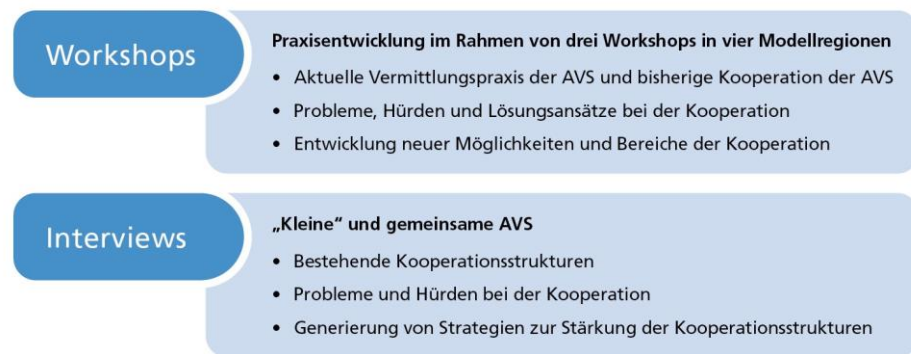 Workshops
Praxisentwicklung im Rahmen von drei Workshops in vier Modellregionen
• Aktuelle Vermittlungspraxis der AVS und bisherige Kooperation der AVS
• Probleme, Hürden und Lösungsansätze bei der Kooperation
• Entwicklung neuer Möglichkeiten und Bereiche der Kooperation
Interviews
„Kleine“ und gemeinsame AVS
• Bestehende Kooperationsstrukturen
• Probleme und Hürden bei der Kooperation
• Generierung von Strategien zur Stärkung der Kooperationsstrukturen